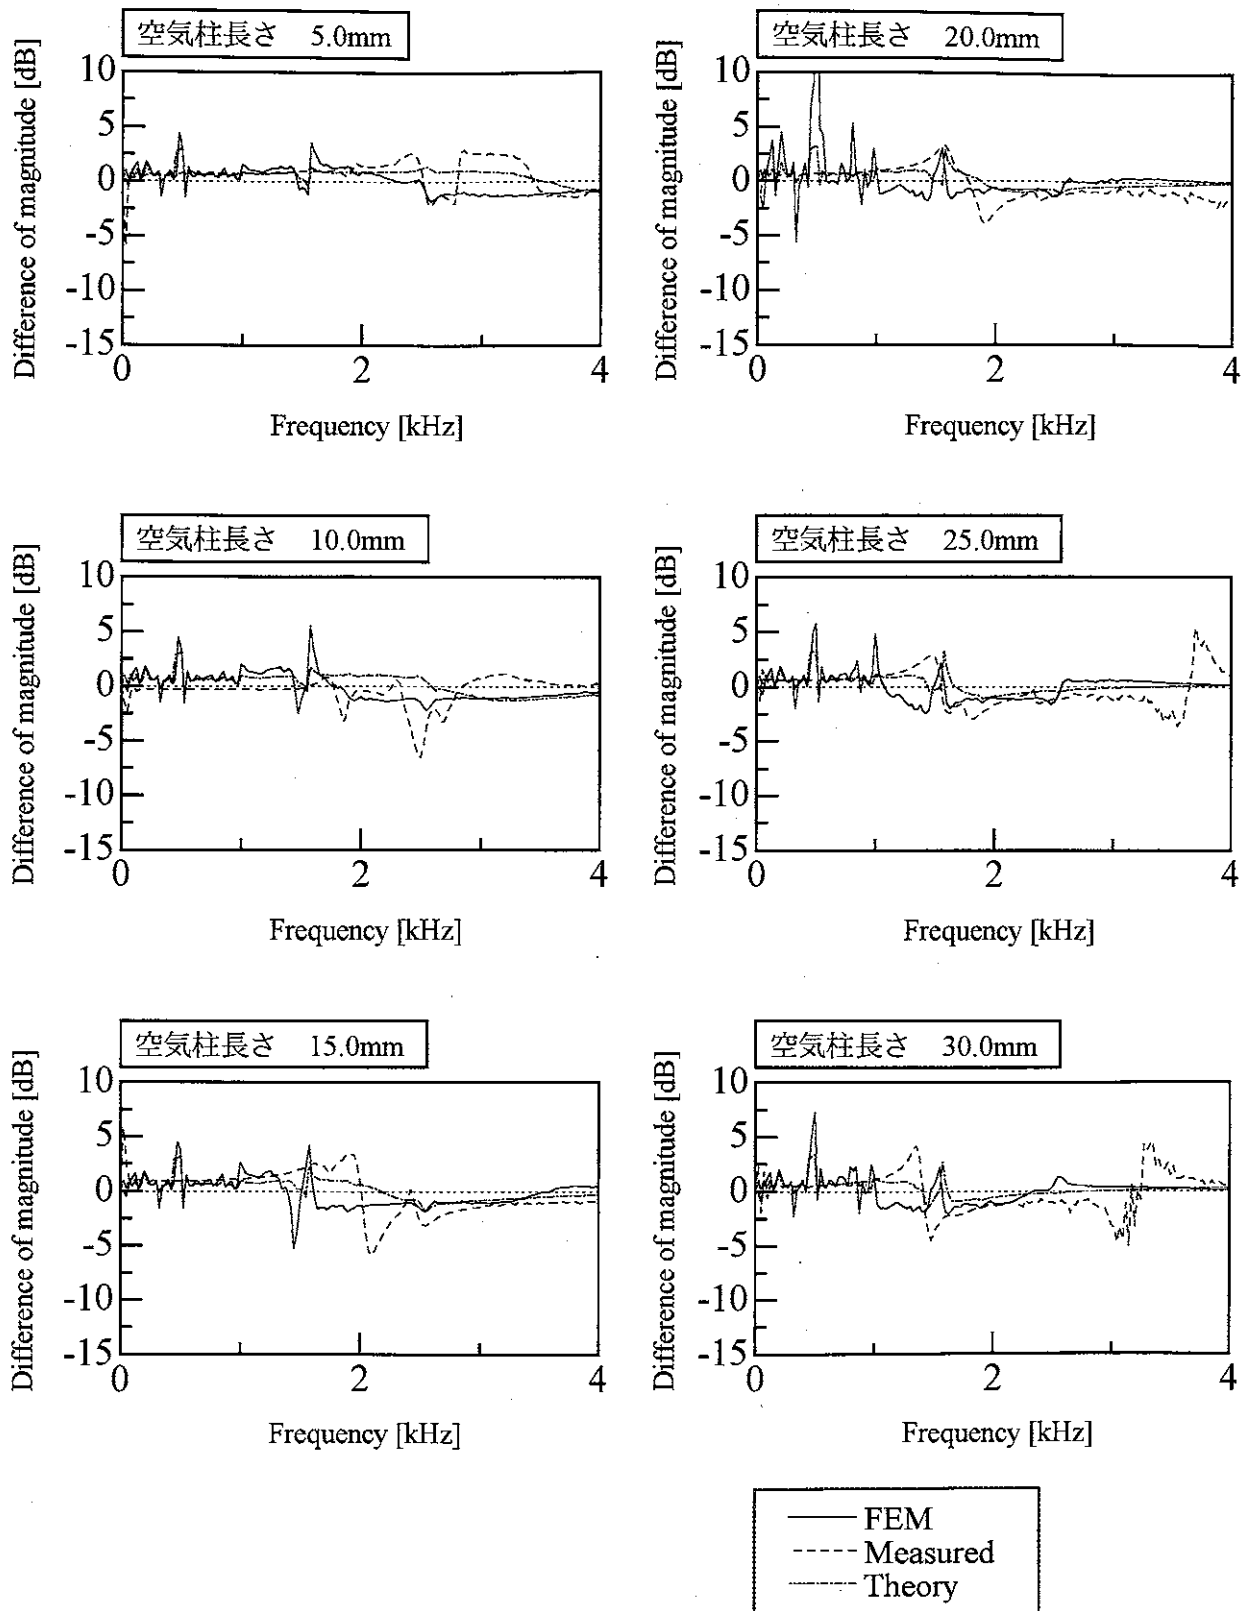 空気柱長さ 5.0mm
Difference of magnitude [dB]
10
5
0
-5
-10
-15
0
2
4
Frequency [kHz]
空気柱長さ 20.0mm
Difference of magnitude [dB]
10
5
0
-5
-10
-15
0
2
4
Frequency [kHz]
空気柱長さ 10.0mm
Difference of magnitude [dB]
10
5
0
-5
-10
-15
0
2
4
Frequency [kHz]
空気柱長さ 25.0mm
Difference of magnitude [dB]
10
5
0
-5
-10
-15
0
2
4
Frequency [kHz]
空気柱長さ 15.0mm
Difference of magnitude [dB]
10
5
0
-5
-10
-15
0
2
4
Frequency [kHz]
空気柱長さ 30.0mm
Difference of magnitude [dB]
10
5
0
-5
-10
-15
0
2
4
Frequency [kHz]
FEM
Measured
Theory